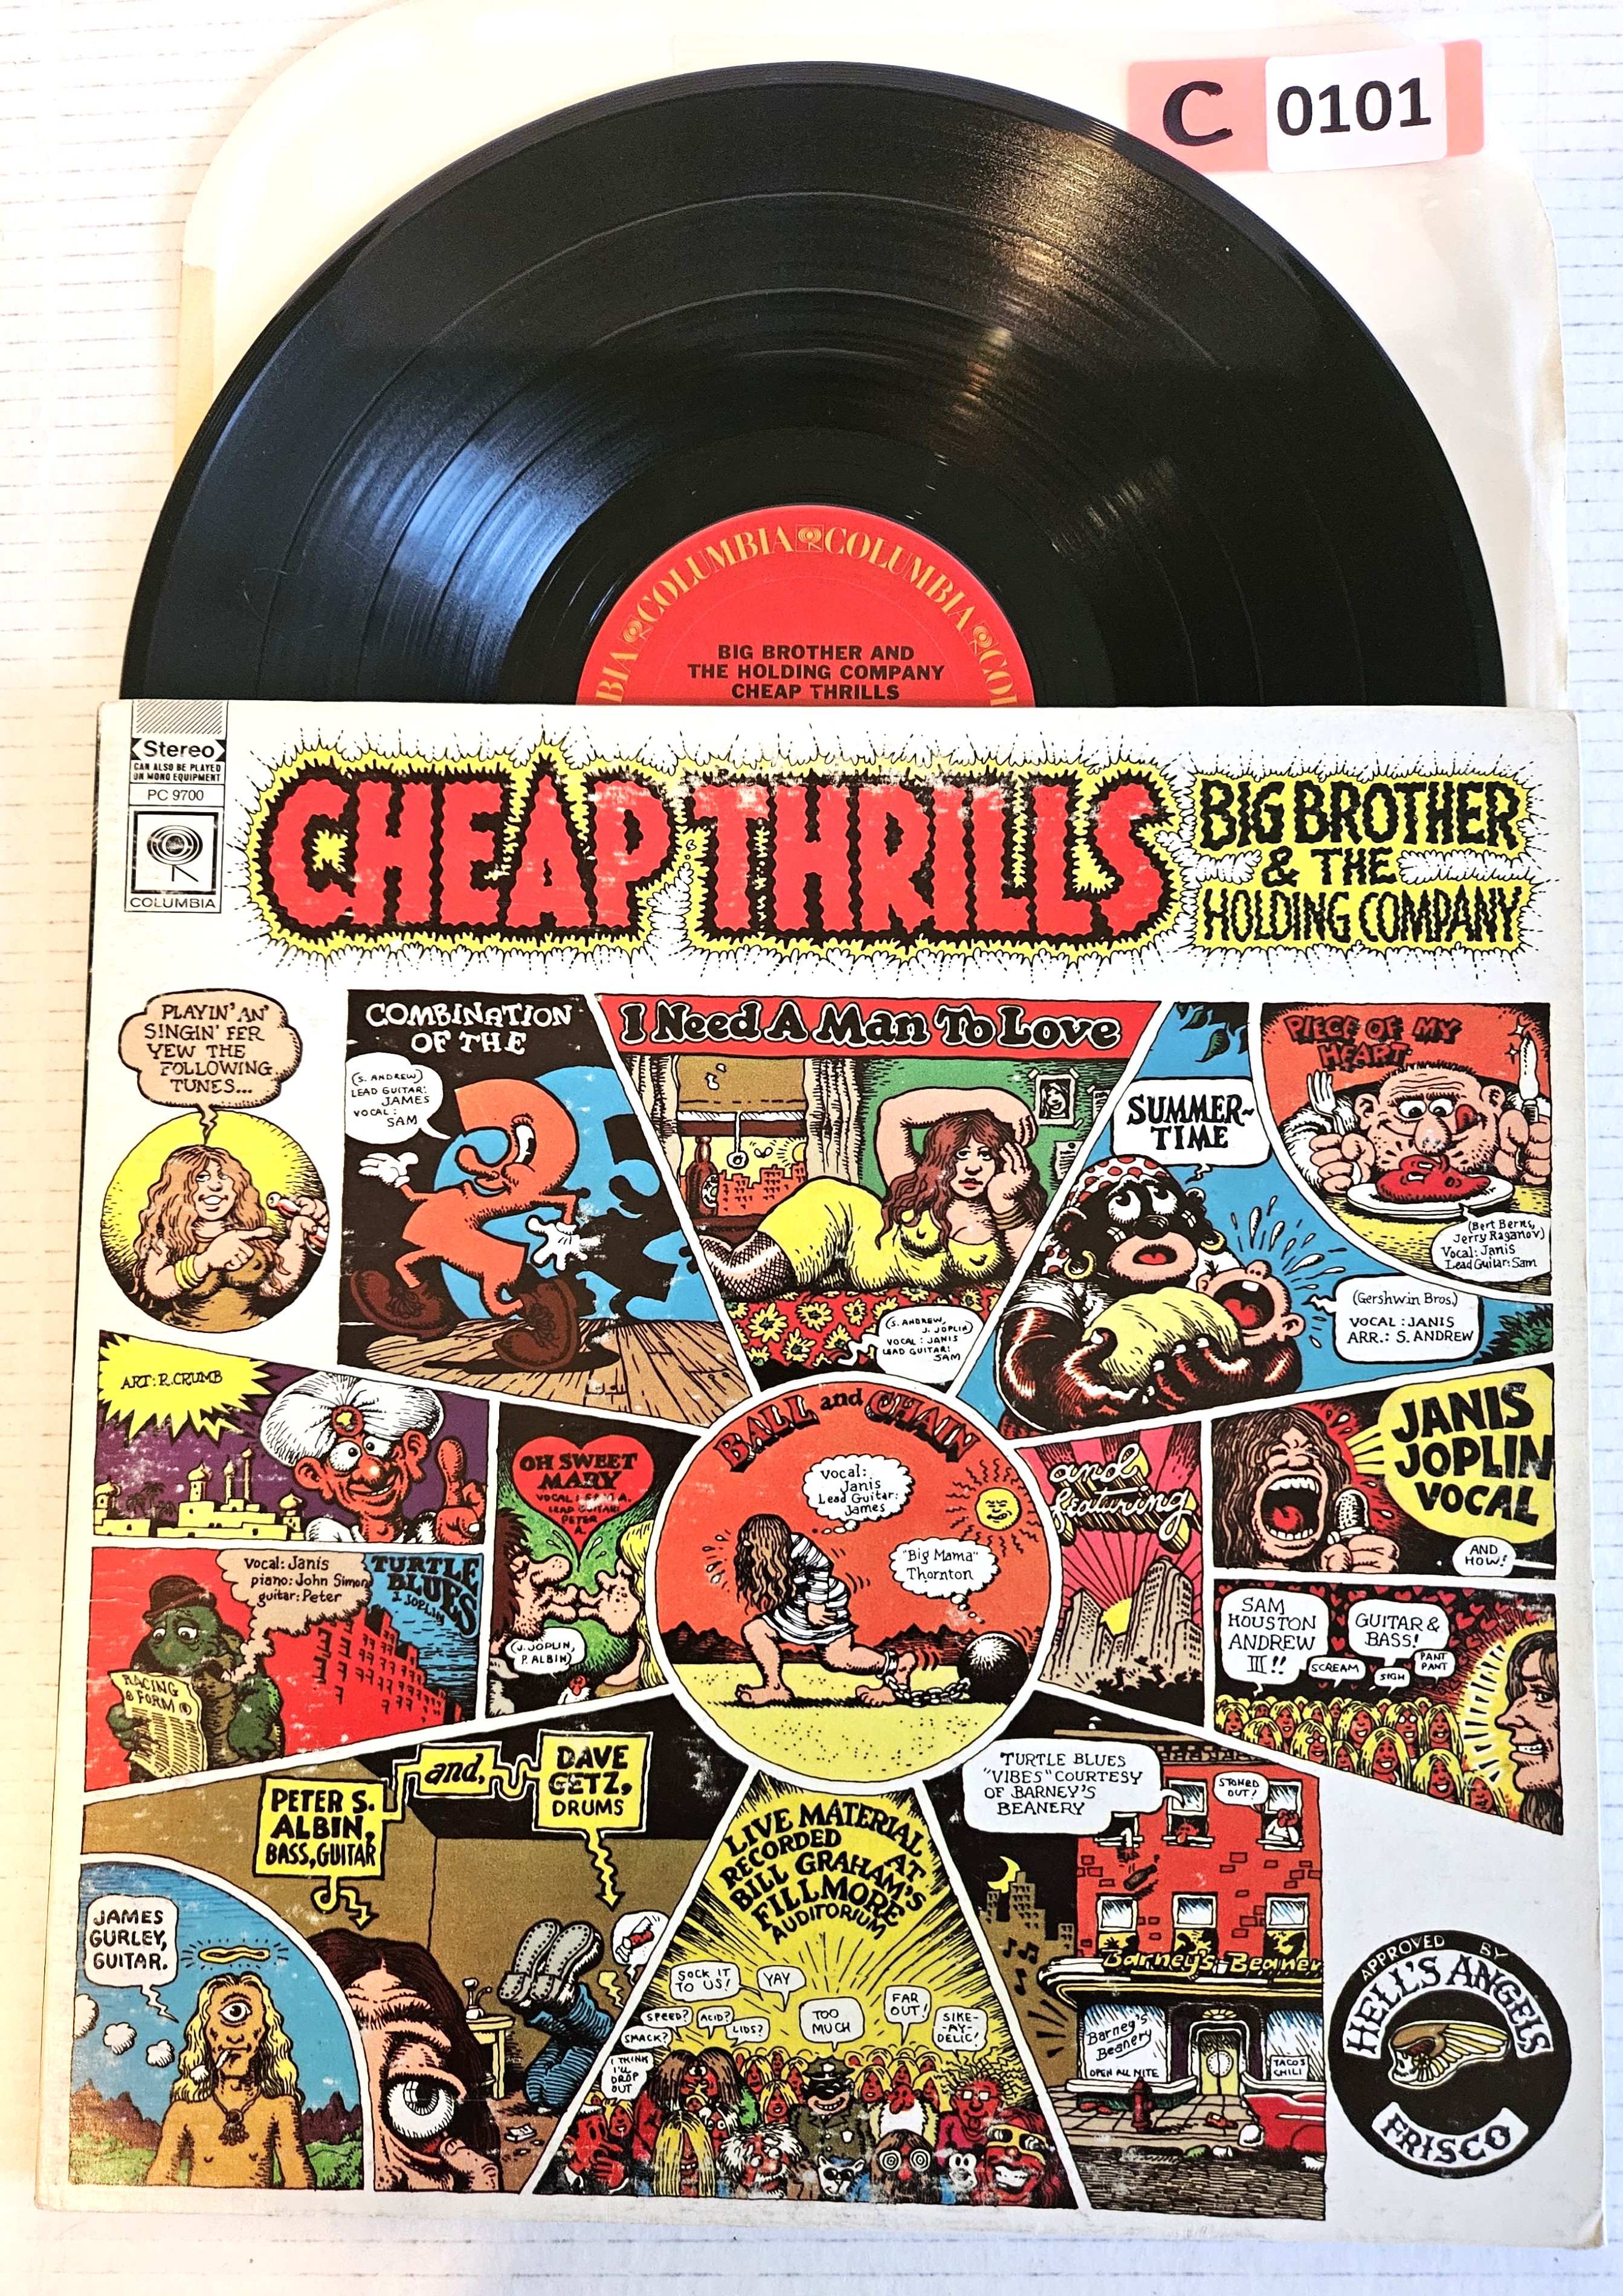 C 0101
COLUMBIA COLUMBIA
BIG BROTHER AND
THE HOLDING COMPANY
CHEAP THRILLS
Stereo
CAN ALSO BE PLAYED
ON MONO EQUIPMENT
PC 9700
COLUMBIA
CHEAP THRILLS
BIG BROTHER
& THE
HOLDING COMPANY
PLAYIN' AN'
SINGIN' FER
YEW THE
FOLLOWING
TUNES...
COMBINATION
OF THE
(S. ANDREW)
LEAD GUITAR:
JAMES
VOCAL:
SAM
I Need A Man To Love
(S. ANDREW,
J. JOPLIN)
VOCAL: JANIS
LEAD GUITAR:
SAM
SUMMER-
TIME
(Gershwin Bros.)
VOCAL: JANIS
ARR.: S. ANDREW
PIECE OF MY
HEART
(Bert Berns,
Jerry Raganov)
Vocal: Janis
Lead Guitar: Sam
ART: R. CRUMB
OH SWEET
MARY
VOCAL: SAM A.
LEAD GUITAR:
PETER
A.
(J. JOPLIN,
P. ALBIN)
BALL and CHAIN
Vocal:
Janis
Lead Guitar:
James
"Big Mama"
Thornton
and
featuring
JANIS
JOPLIN
VOCAL
AND
HOW!
TURTLE
BLUES
J JOPLIN
Vocal: Janis
piano: John Simon
guitar: Peter
RACING
FORM
SAM
HOUSTON
ANDREW
III!!
GUITAR &
BASS!
SCREAM
SIGH
PANT
PANT
PETER S.
ALBIN,
BASS, GUITAR
and,
DAVE
GETZ,
DRUMS
JAMES
GURLEY,
GUITAR.
LIVE MATERIAL
RECORDED AT
BILL GRAHAM'S
FILLMORE
AUDITORIUM
SOCK IT
TO US!
YAY
SPEED?
ACID?
LIDS?
SMACK?
TOO
MUCH
FAR
OUT!
SIKE-
-AY-
DELIC!
I THINK
I'LL
DROP
OUT
TURTLE BLUES
"VIBES" COURTESY
OF BARNEY'S
BEANERY
STONED
OUT!
Barney's Beanery
Barney's
Beanery
OPEN ALL NITE
TACOS
CHILI
APPROVED BY
HELL'S ANGELS
FRISCO